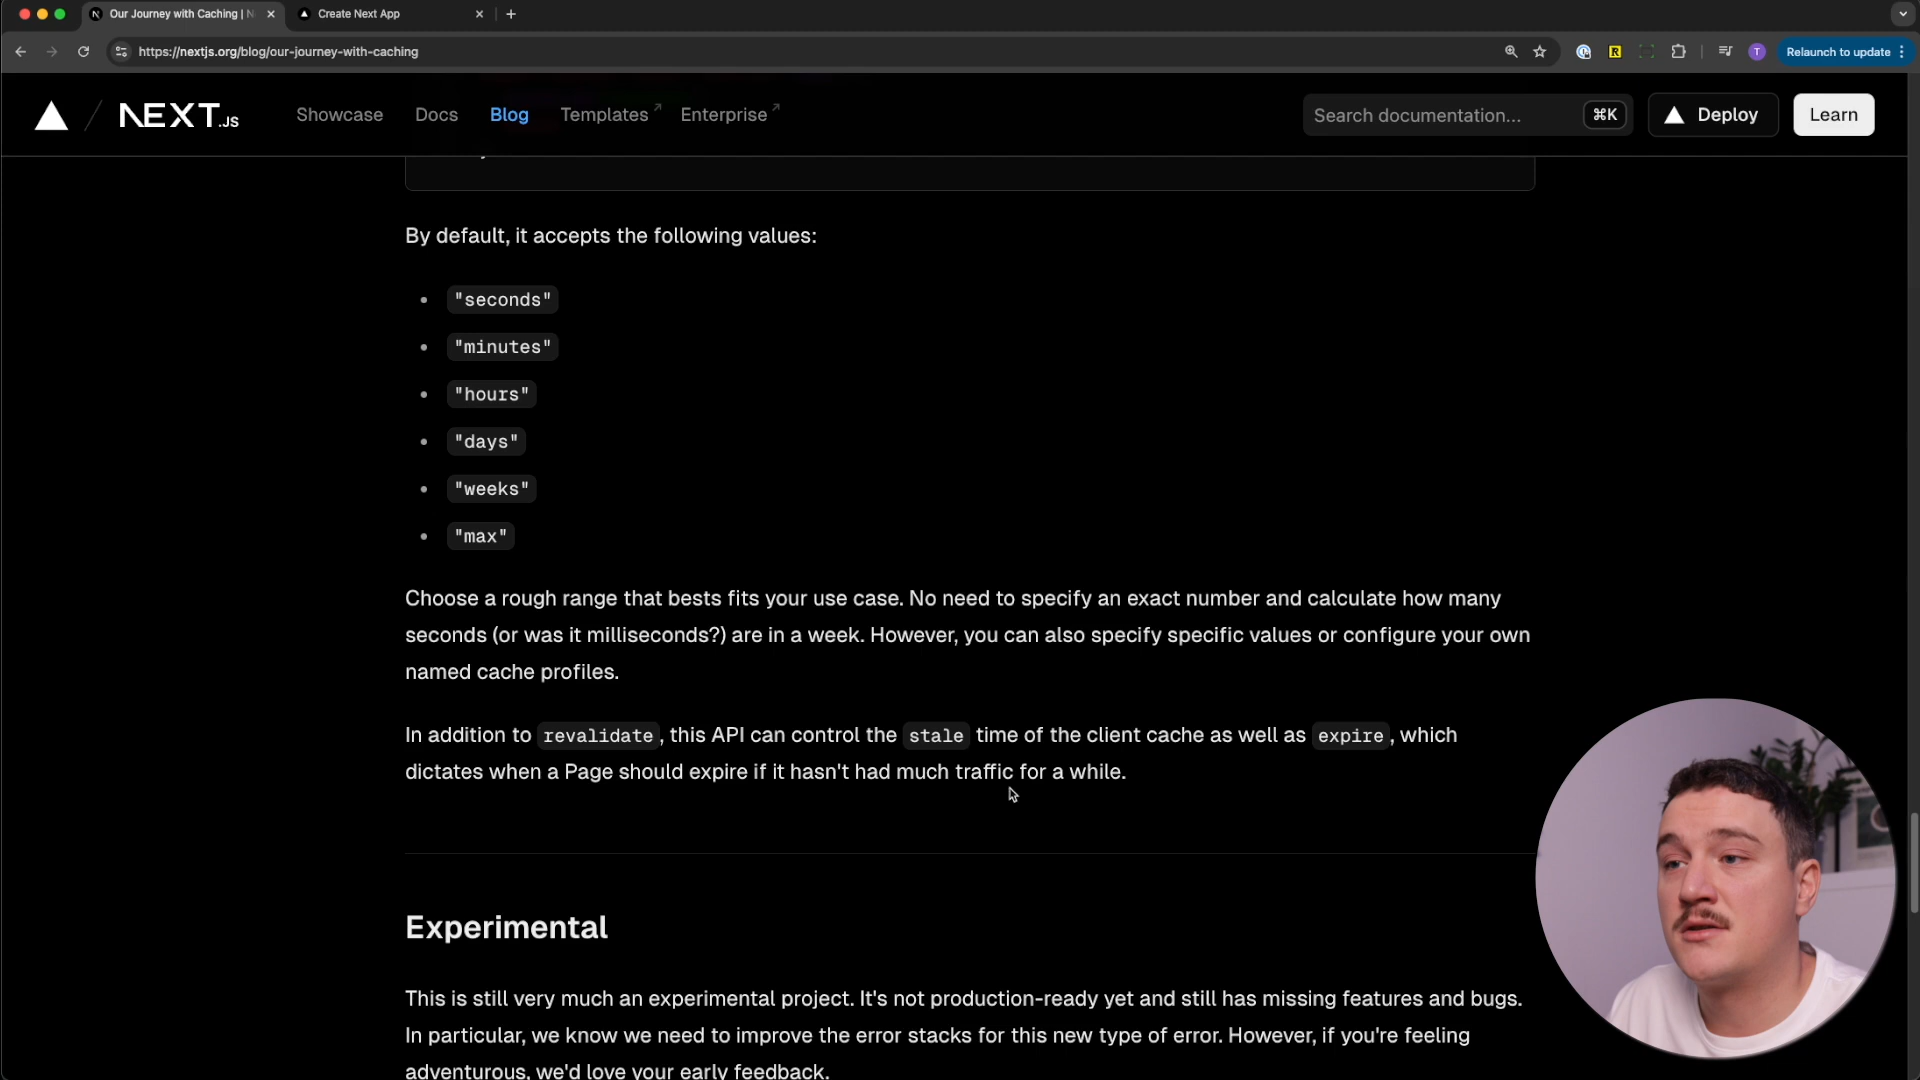 Our Journey with Caching | N
Create Next App
https://nextjs.org/blog/our-journey-with-caching
T
Relaunch to update
NEXT.JS
Showcase
Docs
Blog
Templates
Enterprise
Search documentation...
⌘K
Deploy
Learn
By default, it accepts the following values:
"seconds"
"minutes"
"hours"
"days"
"weeks"
"max"
Choose a rough range that bests fits your use case. No need to specify an exact number and calculate how many
seconds (or was it milliseconds?) are in a week. However, you can also specify specific values or configure your own
named cache profiles.
In addition to revalidate, this API can control the stale time of the client cache as well as expire, which
dictates when a Page should expire if it hasn't had much traffic for a while.
Experimental
This is still very much an experimental project. It's not production-ready yet and still has missing features and bugs.
In particular, we know we need to improve the error stacks for this new type of error. However, if you're feeling
adventurous, we'd love your early feedback.